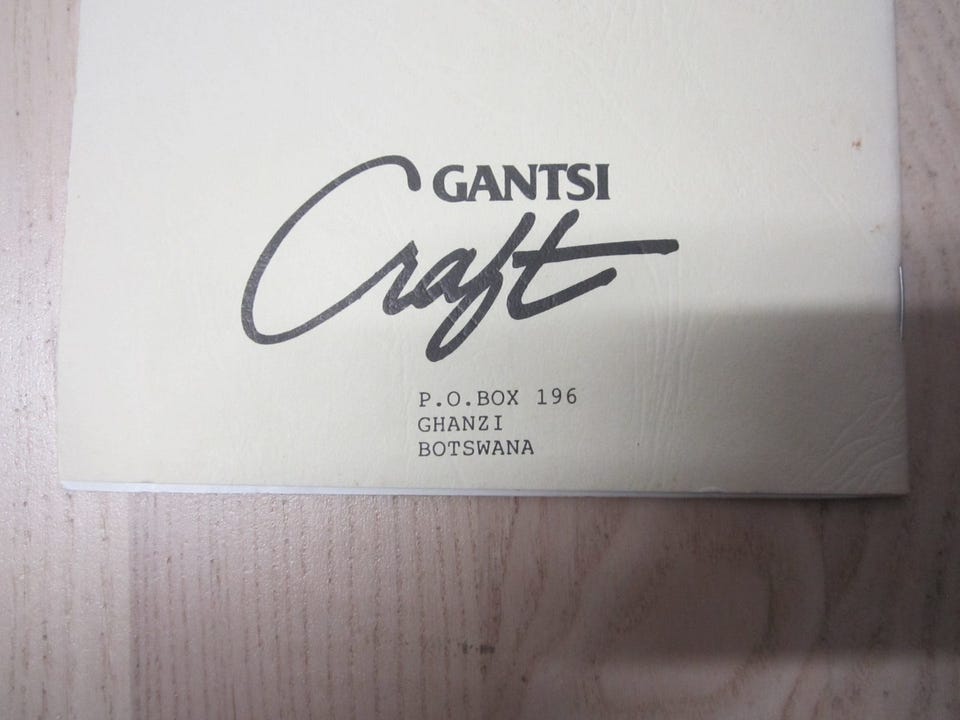 GANTSI
Craft
P.O.BOX 196
GHANZI
BOTSWANA